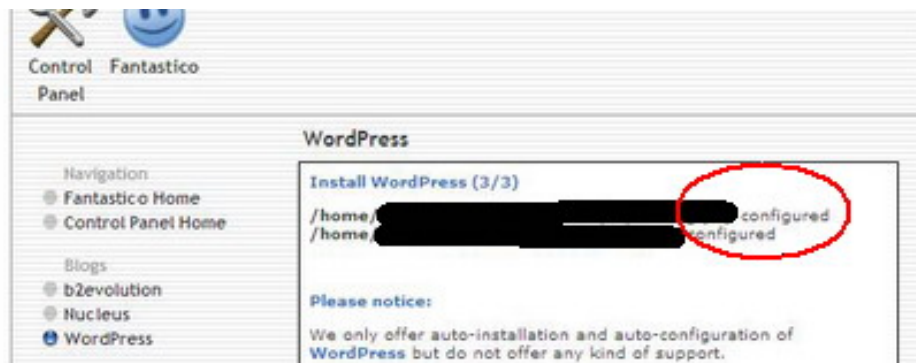 Control Fantastico
Panel
WordPress
Navigation
Fantastico Home
Control Panel Home
Blogs
b2evolution
Nucleus
WordPress
Install WordPress (3/3)
/home/ configured
/home/ configured
Please notice:
We only offer auto-installation and auto-configuration of
WordPress but do not offer any kind of support.